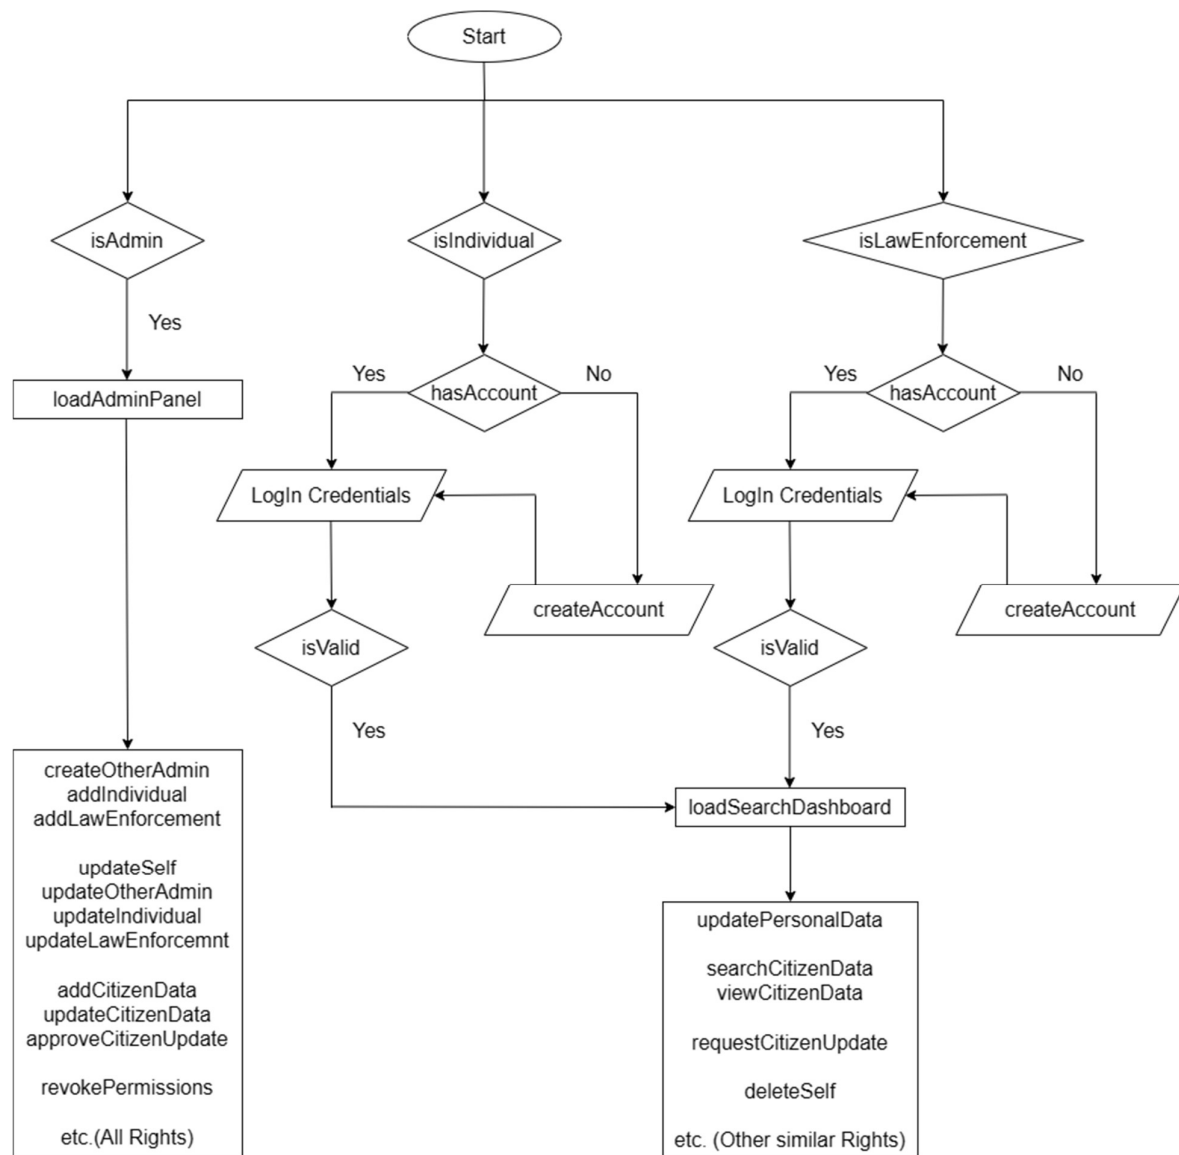 Start
isAdmin
isIndividual
isLawEnforcement
Yes
loadAdminPanel
Yes
hasAccount
No
Yes
hasAccount
No
LogIn Credentials
LogIn Credentials
createAccount
createAccount
isValid
isValid
Yes
Yes
loadSearchDashboard
createOtherAdmin
addIndividual
addLawEnforcement
updateSelf
updateOtherAdmin
updateIndividual
updateLawEnforcemnt
addCitizenData
updateCitizenData
approveCitizenUpdate
revokePermissions
etc.(All Rights)
updatePersonalData
searchCitizenData
viewCitizenData
requestCitizenUpdate
deleteSelf
etc. (Other similar Rights)